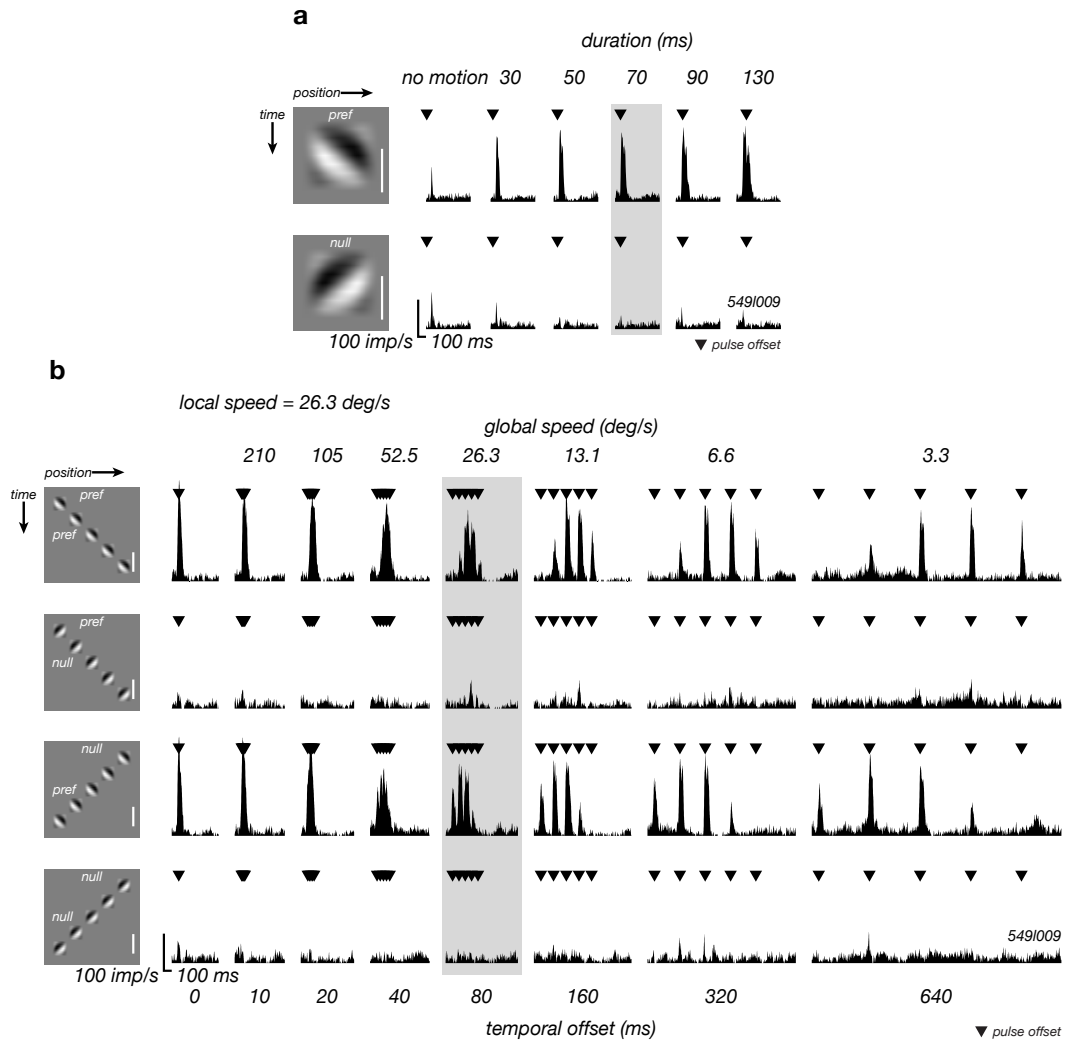 a
duration (ms)
no motion 30 50 70 90 130
position
time
pref
null
549l009
100 imp/s 100 ms
pulse offset
b
local speed = 26.3 deg/s
global speed (deg/s)
210 105 52.5 26.3 13.1 6.6 3.3
position
time
pref
pref
pref
null
null
pref
null
null
549l009
100 imp/s 100 ms
0 10 20 40 80 160 320 640
temporal offset (ms)
pulse offset